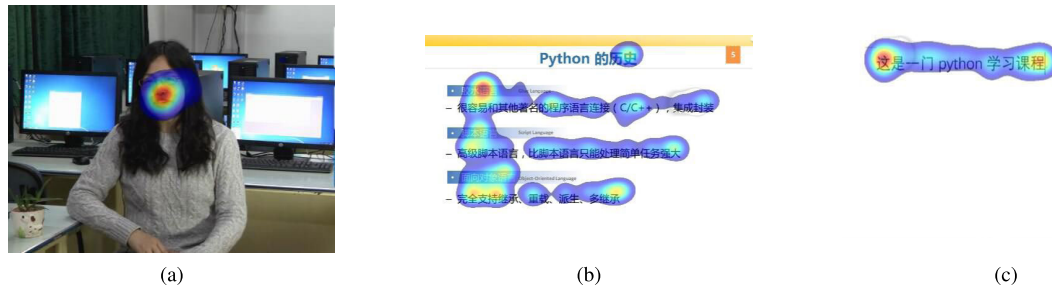 Python 的历史
5
Glue Language
– 很容易和其他著名的程序语言连接（C/C++），集成封装
Script Language
– 高级脚本语言，比脚本语言只能处理简单任务强大
Object-Oriented Language
– 完全支持继承、重载、派生、多继承
这是一门 python 学习课程
(a)
(b)
(c)